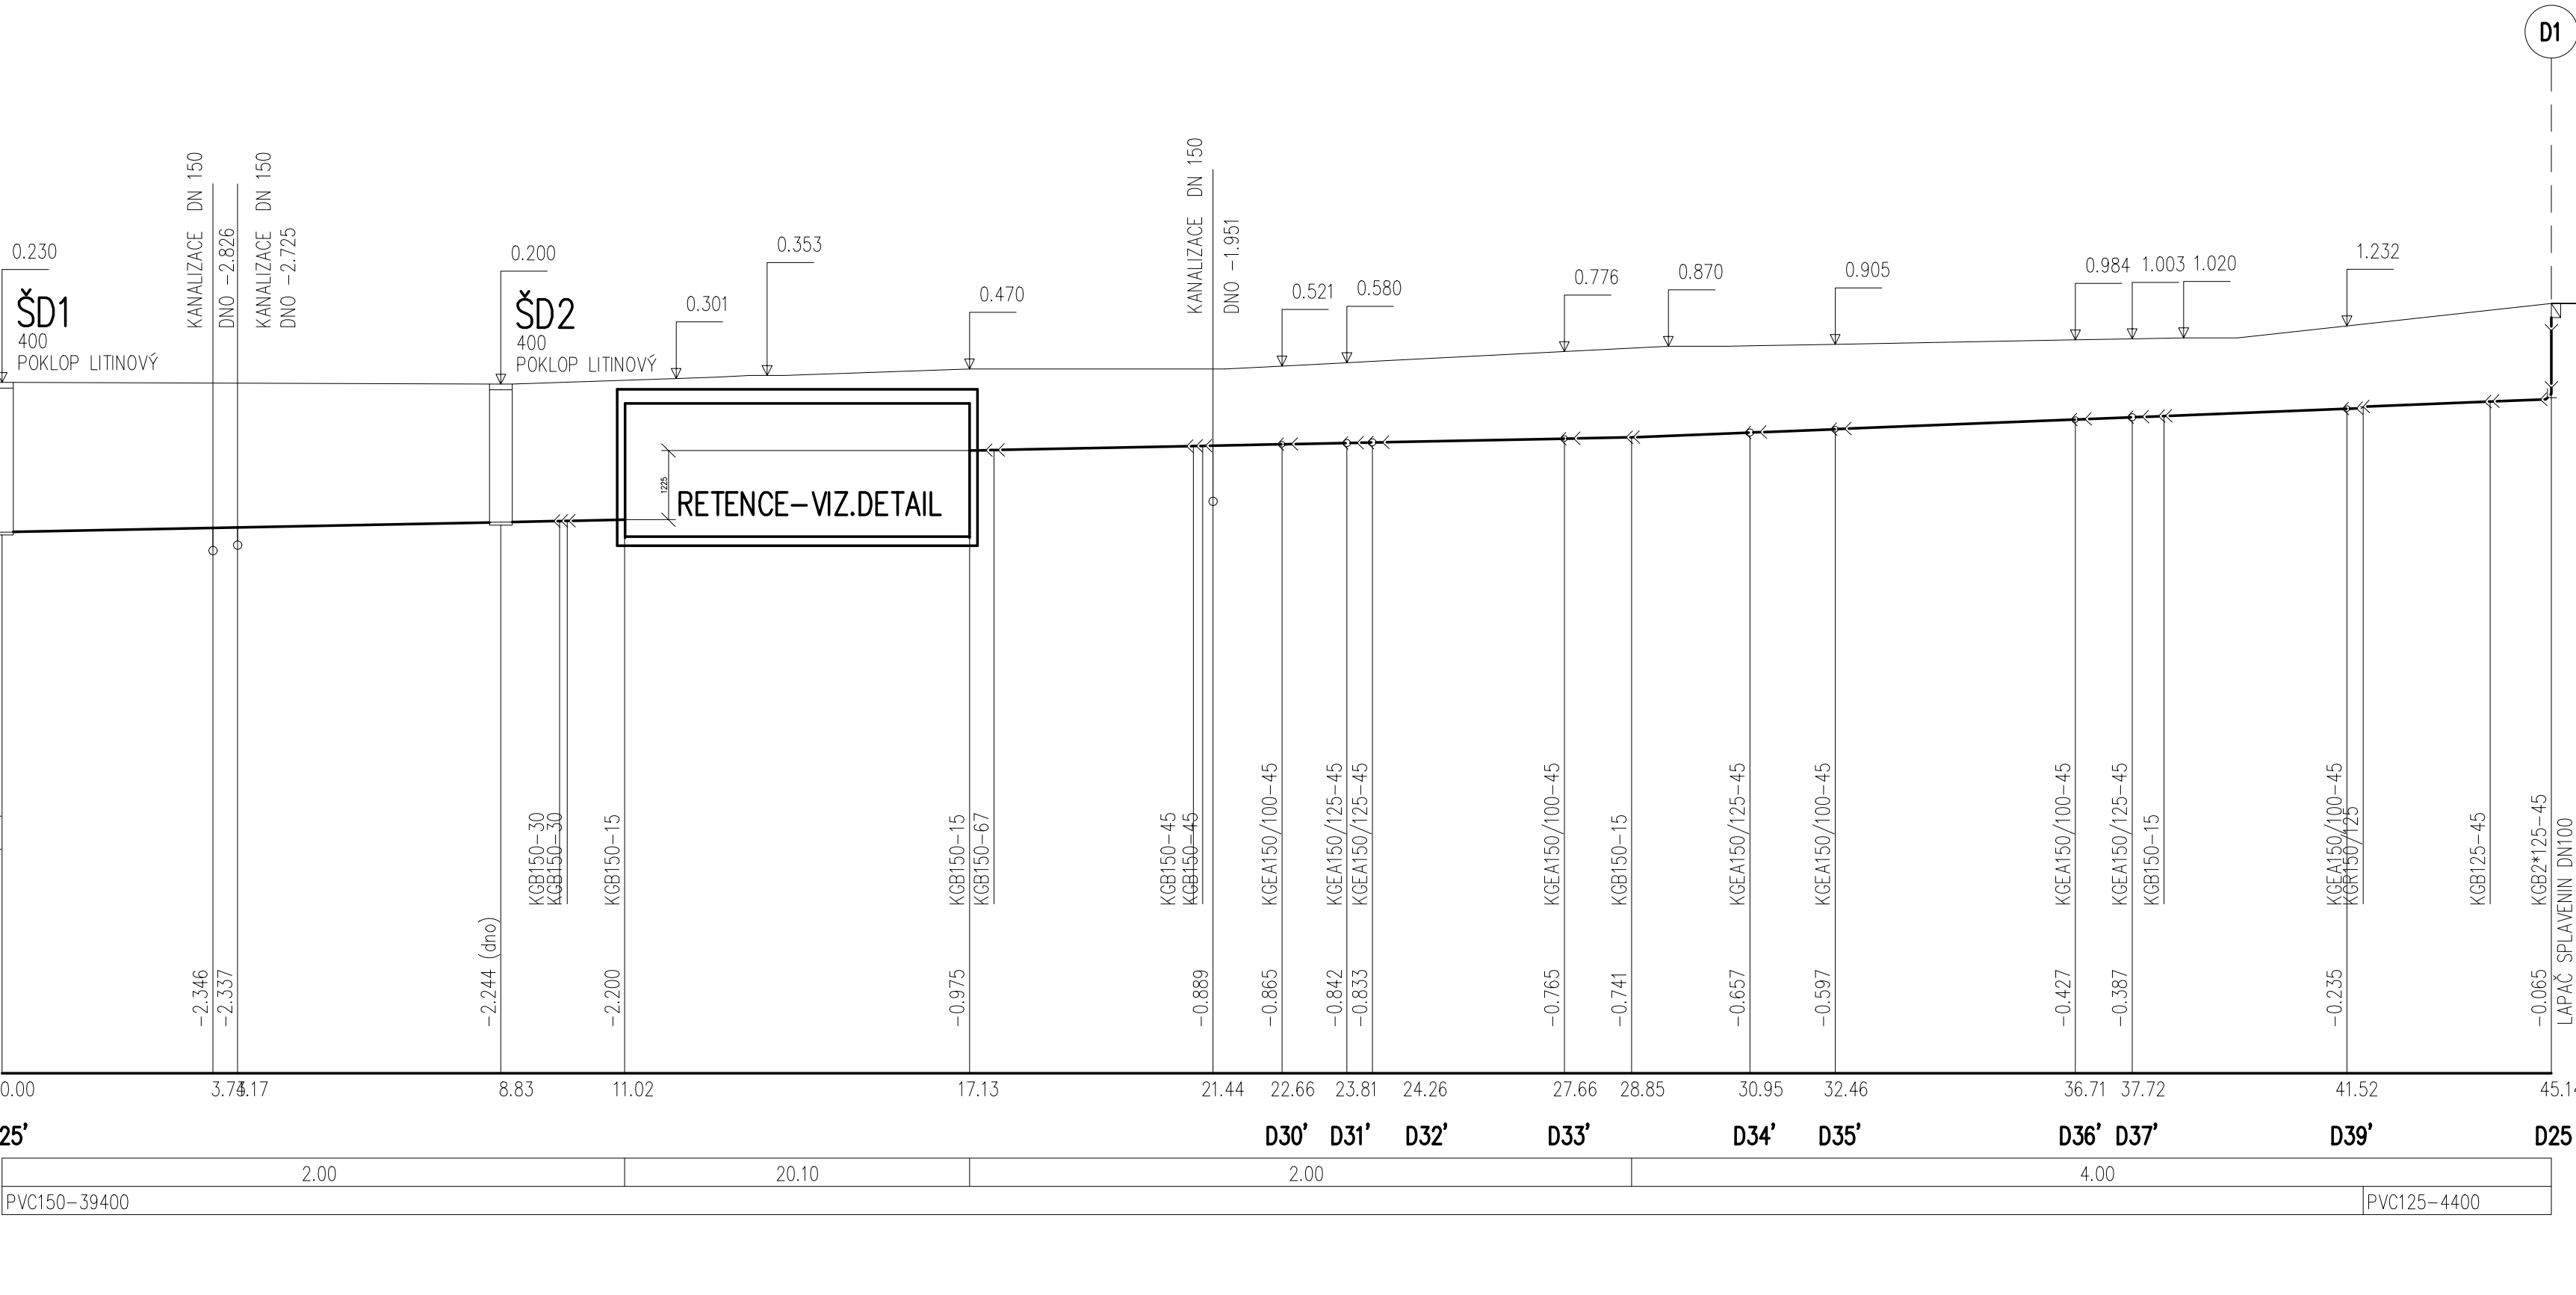 D1
KANALIZACE DN 150
DNO -2.826
KANALIZACE DN 150
DNO -2.725
KANALIZACE DN 150
DNO -1.951
0.230
0.200
0.353
0.301
0.470
0.521
0.580
0.776
0.870
0.905
0.984
1.003
1.020
1.232
ŠD1
400
POKLOP LITINOVÝ
ŠD2
400
POKLOP LITINOVÝ
1225
RETENCE-VIZ.DETAIL
KGB150-30
KGB150-30
KGB150-15
KGB150-15
KGB150-67
KGB150-45
KGB150-45
KGEA150/100-45
KGEA150/125-45
KGEA150/125-45
KGEA150/100-45
KGB150-15
KGEA150/125-45
KGEA150/100-45
KGEA150/100-45
KGEA150/125-45
KGB150-15
KGEA150/100-45
KGR150/125
KGB125-45
KGB2*125-45
LAPAČ SPLAVENIN DN100
-2.346
-2.337
-2.244 (dno)
-2.200
-0.975
-0.889
-0.865
-0.842
-0.833
-0.765
-0.741
-0.657
-0.597
-0.427
-0.387
-0.235
-0.065
0.00
8.83
11.02
17.13
21.44
22.66
23.81
24.26
27.66
28.85
30.95
32.46
36.71
37.72
41.52
45.14
25'
D30'
D31'
D32'
D33'
D34'
D35'
D36'
D37'
D39'
D25
2.00
20.10
2.00
4.00
PVC150-39400
PVC125-4400